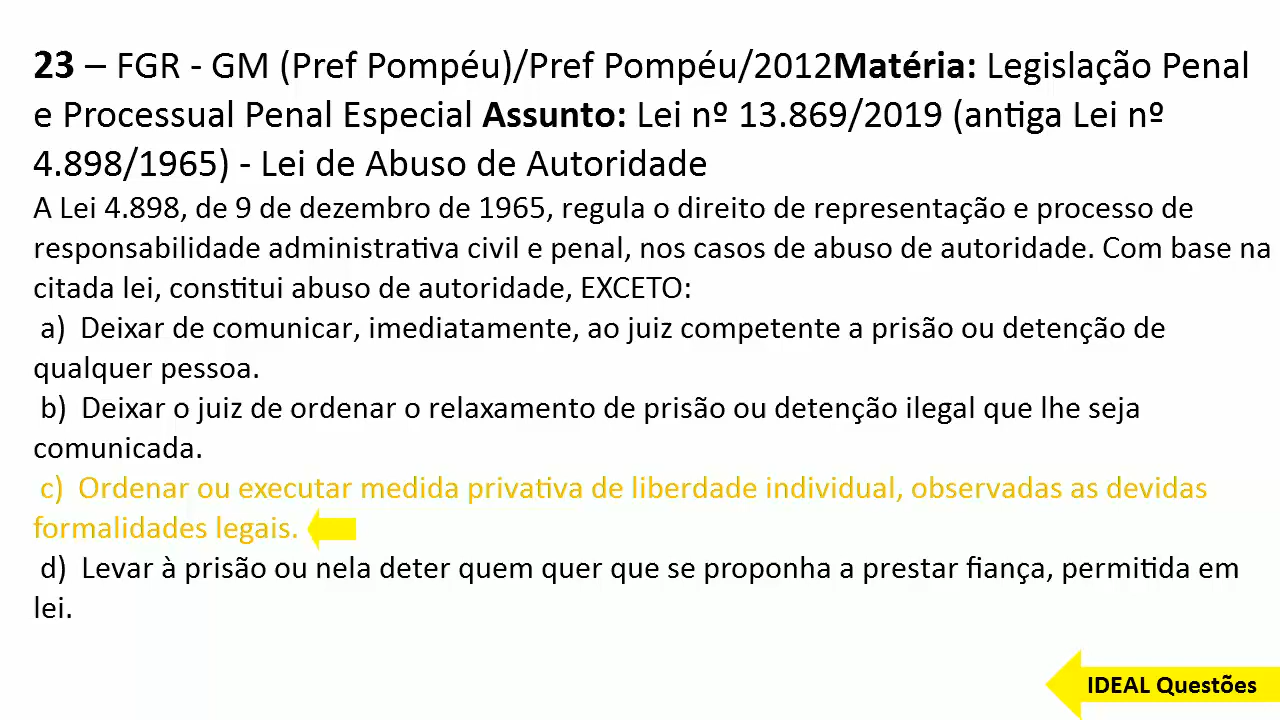 23 – FGR - GM (Pref Pompéu)/Pref Pompéu/2012Matéria: Legislação Penal
e Processual Penal Especial Assunto: Lei nº 13.869/2019 (antiga Lei nº
4.898/1965) - Lei de Abuso de Autoridade
A Lei 4.898, de 9 de dezembro de 1965, regula o direito de representação e processo de
responsabilidade administrativa civil e penal, nos casos de abuso de autoridade. Com base na
citada lei, constitui abuso de autoridade, EXCETO:
a) Deixar de comunicar, imediatamente, ao juiz competente a prisão ou detenção de
qualquer pessoa.
b) Deixar o juiz de ordenar o relaxamento de prisão ou detenção ilegal que lhe seja
comunicada.
c) Ordenar ou executar medida privativa de liberdade individual, observadas as devidas
formalidades legais.
d) Levar à prisão ou nela deter quem quer que se proponha a prestar fiança, permitida em
lei.
IDEAL Questões